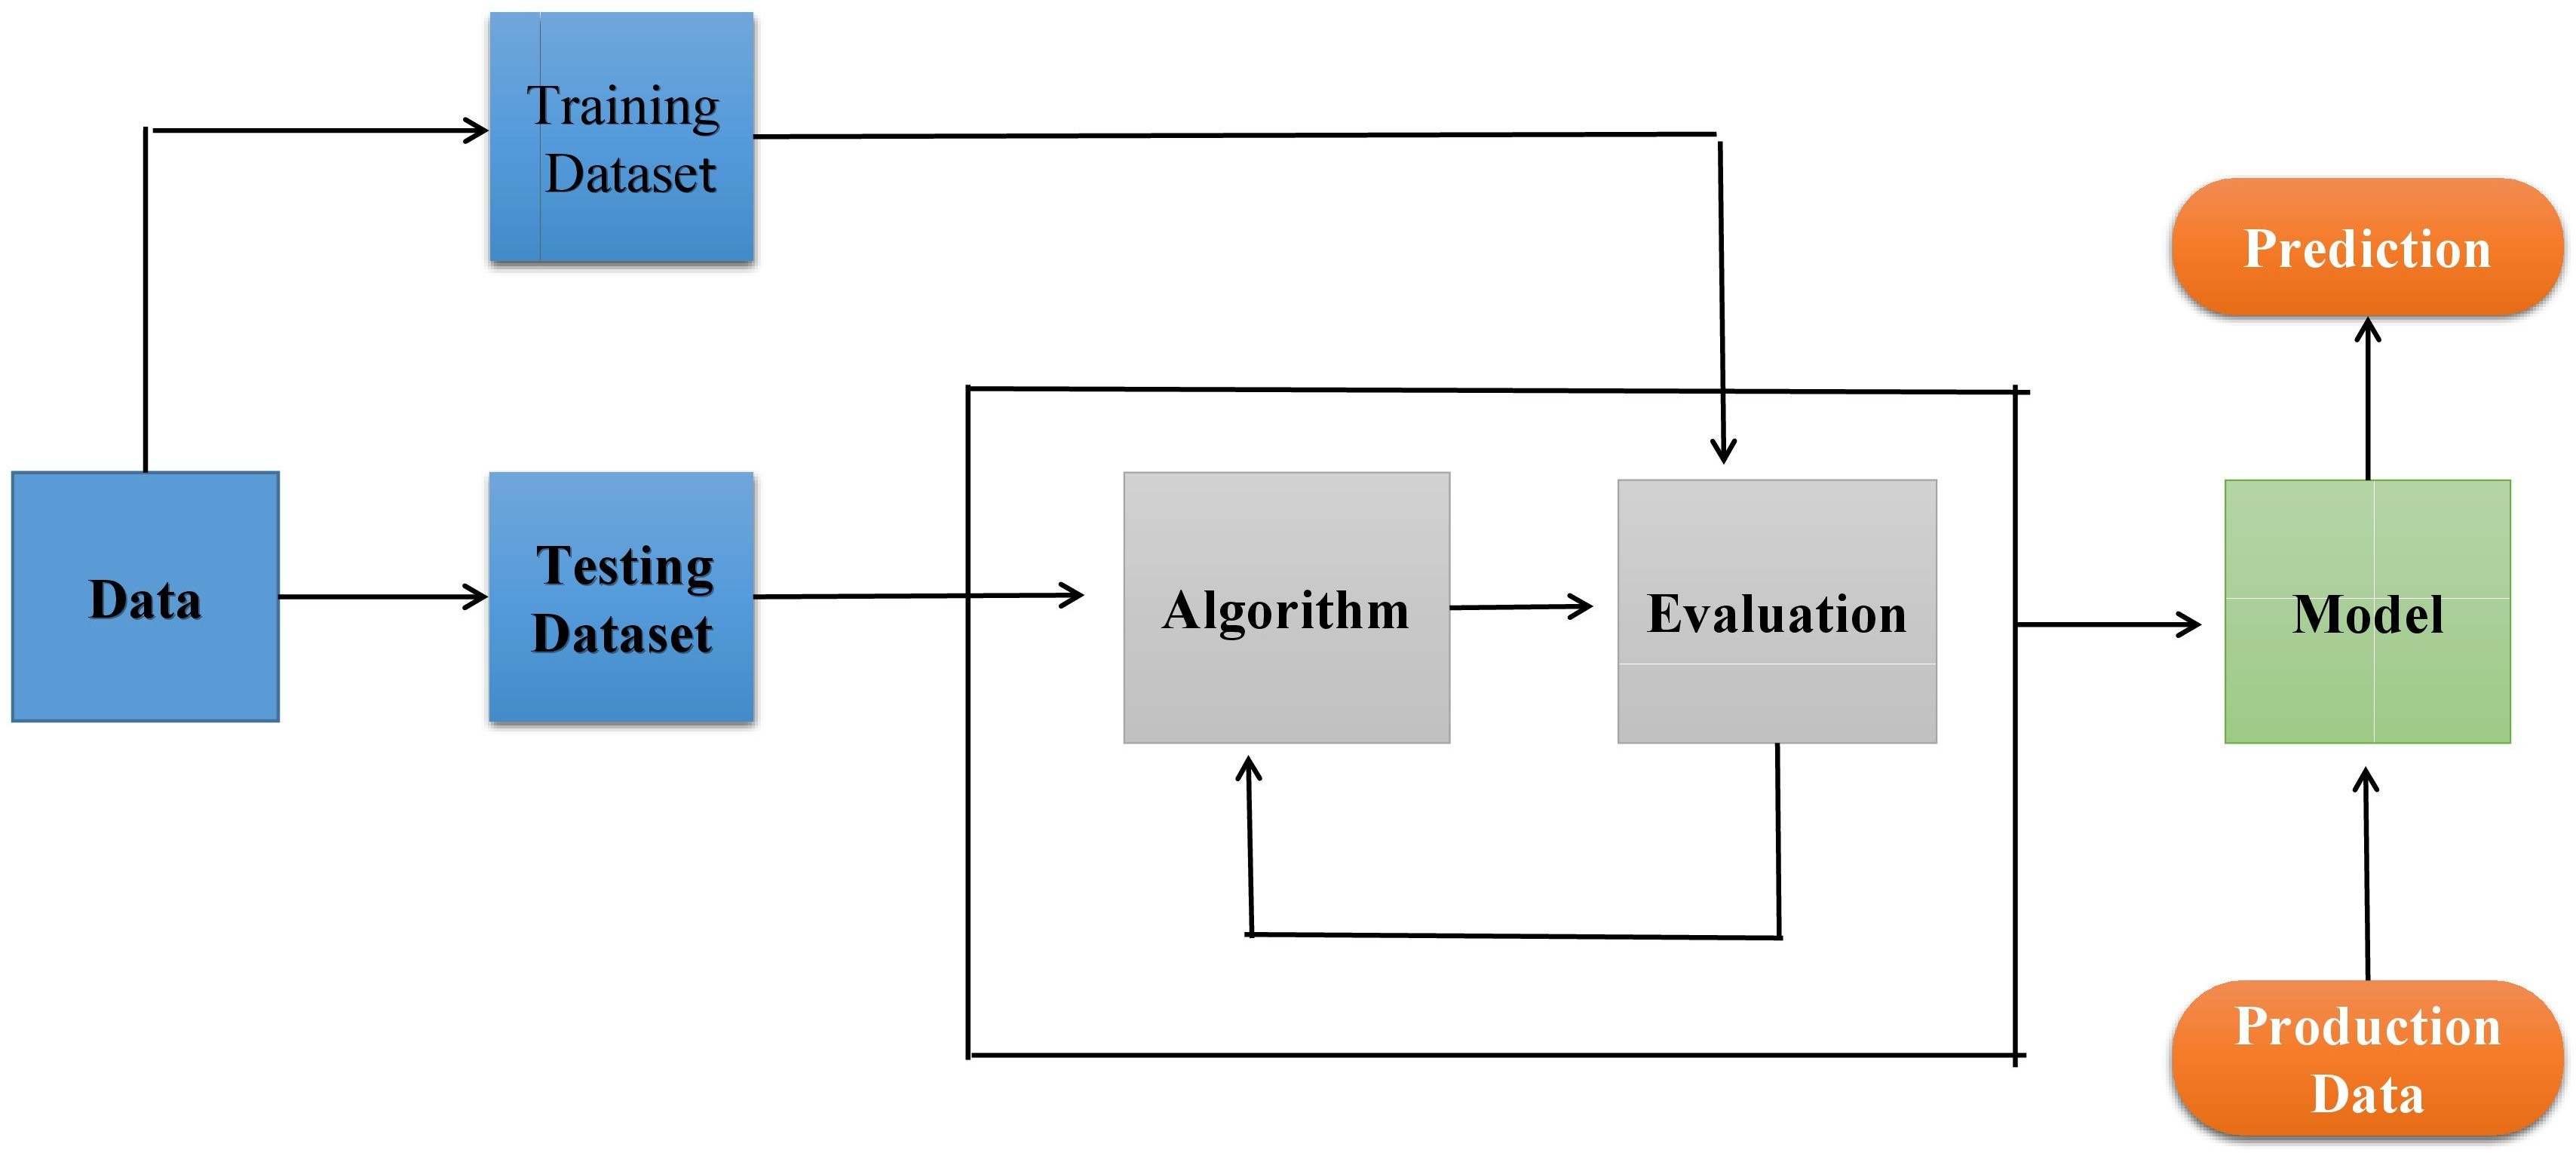 Training
Dataset
Prediction
Data
Testing
Dataset
Algorithm
Evaluation
Model
Production
Data